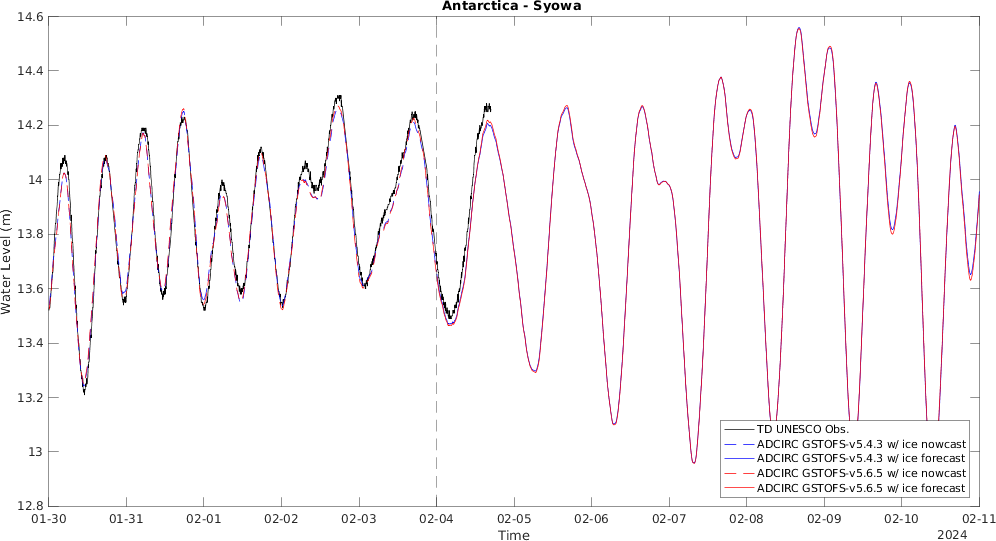 Antarctica - Syowa
Water Level (m)
14.6
14.4
14.2
14
13.8
13.6
13.4
13.2
13
12.8
TD UNESCO Obs.
ADCIRC GSTOFS-v5.4.3 w/ ice nowcast
ADCIRC GSTOFS-v5.4.3 w/ ice forecast
ADCIRC GSTOFS-v5.6.5 w/ ice nowcast
ADCIRC GSTOFS-v5.6.5 w/ ice forecast
01-30 01-31 02-01 02-02 02-03 02-04 02-05 02-06 02-07 02-08 02-09 02-10 02-11
Time
2024